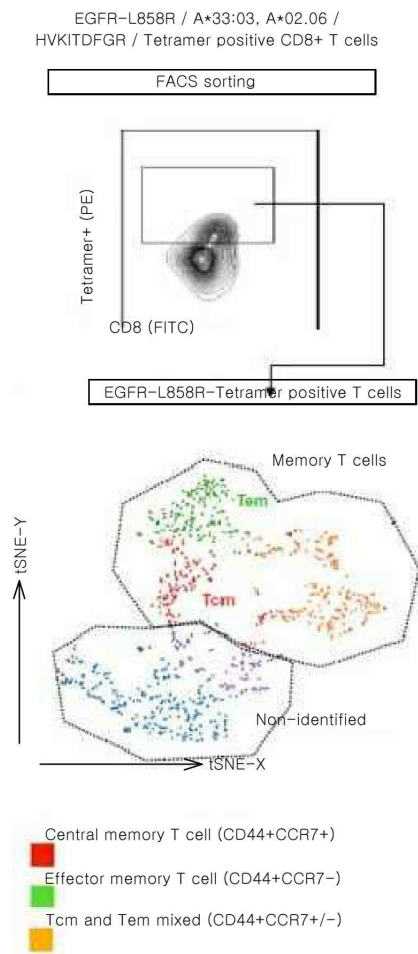 EGFR-L858R / A*33:03, A*02.06 /
HVKITDFGR / Tetramer positive CD8+ T cells
FACS sorting
Tetramer+ (PE)
CD8 (FITC)
EGFR-L858R-Tetramer positive T cells
Memory T cells
Tem
tSNE-Y
Tcm
Non-identified
tSNE-X
Central memory T cell (CD44+CCR7+)
Effector memory T cell (CD44+CCR7-)
Tcm and Tem mixed (CD44+CCR7+/-)